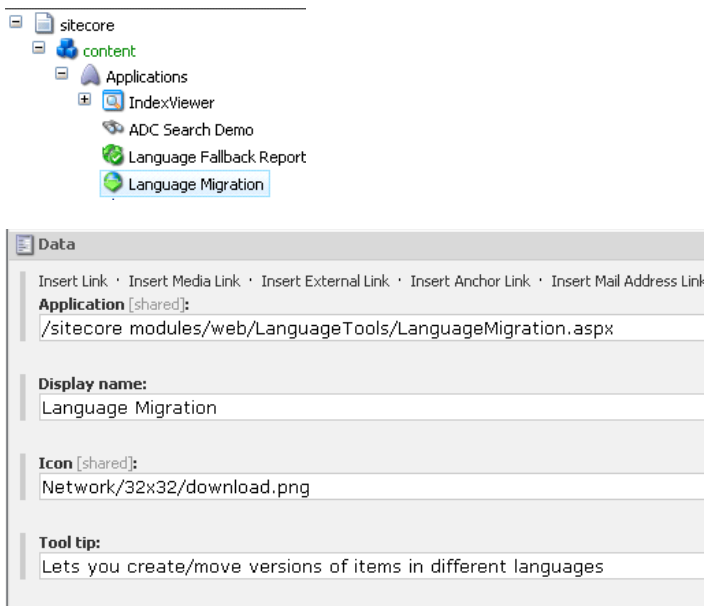 sitecore
content
Applications
IndexViewer
ADC Search Demo
Language Fallback Report
Language Migration
Data
Insert Link · Insert Media Link · Insert External Link · Insert Anchor Link · Insert Mail Address Link
Application [shared]:
/sitecore modules/web/LanguageTools/LanguageMigration.aspx
Display name:
Language Migration
Icon [shared]:
Network/32x32/download.png
Tool tip:
Lets you create/move versions of items in different languages